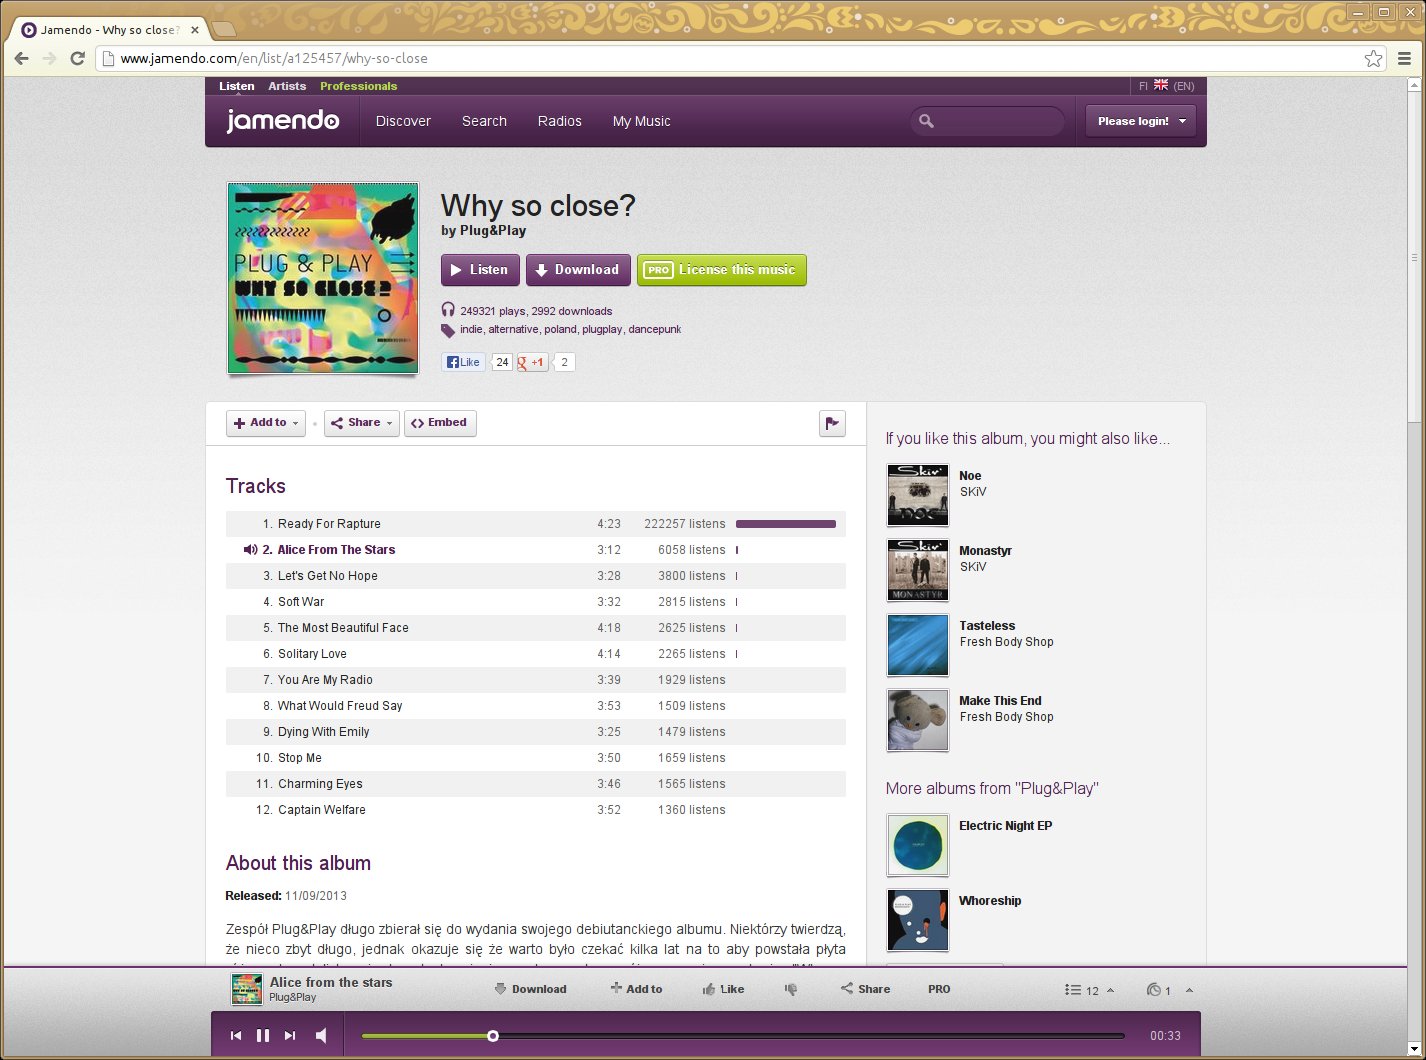 Jamendo - Why so close?
www.jamendo.com/en/list/a125457/why-so-close
Listen Artists Professionals
FI (EN)
jamendo
Discover Search Radios My Music
Please login!
PLUG & PLAY
WHY SO CLOSE?
Why so close?
by Plug&Play
Listen
Download
PRO License this music
249321 plays, 2992 downloads
indie, alternative, poland, plugplay, dancepunk
Like 24 +1 2
Add to Share Embed
Tracks
1. Ready For Rapture 4:23 222257 listens
2. Alice From The Stars 3:12 6058 listens
3. Let's Get No Hope 3:28 3800 listens
4. Soft War 3:32 2815 listens
5. The Most Beautiful Face 4:18 2625 listens
6. Solitary Love 4:14 2265 listens
7. You Are My Radio 3:39 1929 listens
8. What Would Freud Say 3:53 1509 listens
9. Dying With Emily 3:25 1479 listens
10. Stop Me 3:50 1659 listens
11. Charming Eyes 3:46 1565 listens
12. Captain Welfare 3:52 1360 listens
About this album
Released: 11/09/2013
Zespół Plug&Play długo zbierał się do wydania swojego debiutanckiego albumu. Niektórzy twierdzą,
że nieco zbyt długo, jednak okazuje się że warto było czekać kilka lat na to aby powstała płyta
If you like this album, you might also like...
Skiv'
Noe
SKiV
Skiv'
MONASTYR
Monastyr
SKiV
Tasteless
Fresh Body Shop
Make This End
Fresh Body Shop
More albums from "Plug&Play"
Electric Night EP
Whoreship
Alice from the stars
Plug&Play
Download Add to Like Share PRO 12 1
00:33